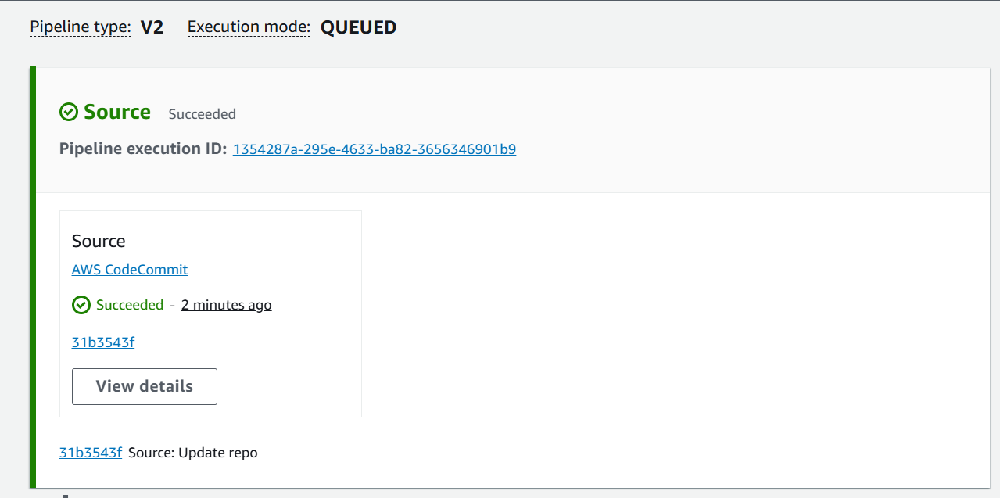 Pipeline type: V2 Execution mode: QUEUED
Source Succeeded
Pipeline execution ID: 1354287a-295e-4633-ba82-3656346901b9
Source
AWS CodeCommit
Succeeded - 2 minutes ago
31b3543f
View details
31b3543f Source: Update repo